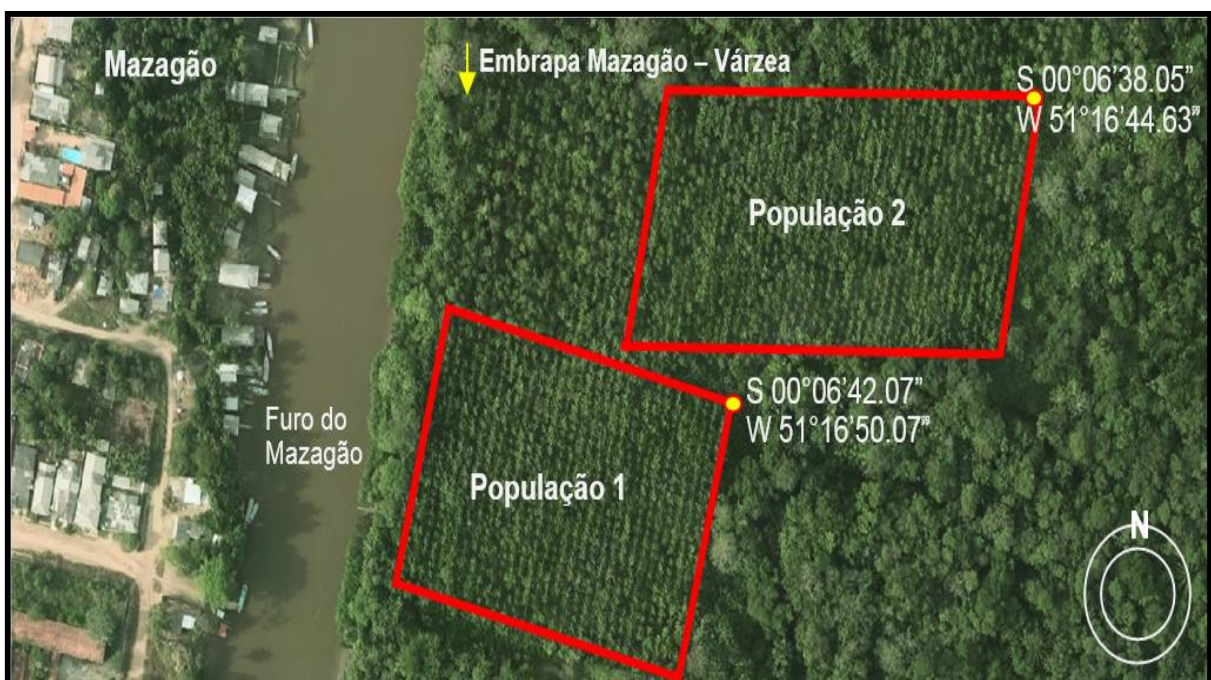 Mazagão
Embrapa Mazagão – Várzea
S 00°06’38.05”
W 51°16’44.63”
População 2
S 00°06’42.07”
W 51°16’50.07”
Furo do
Mazagão
População 1
N